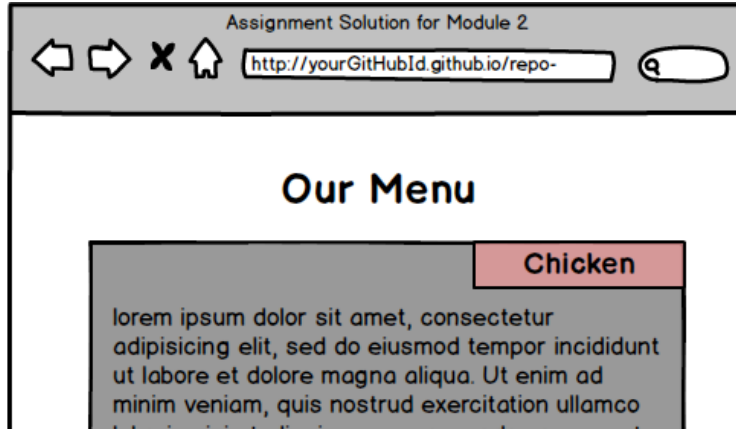 Assignment Solution for Module 2
http://yourGitHubId.github.io/repo-
Our Menu
Chicken
lorem ipsum dolor sit amet, consectetur
adipisicing elit, sed do eiusmod tempor incididunt
ut labore et dolore magna aliqua. Ut enim ad
minim veniam, quis nostrud exercitation ullamco